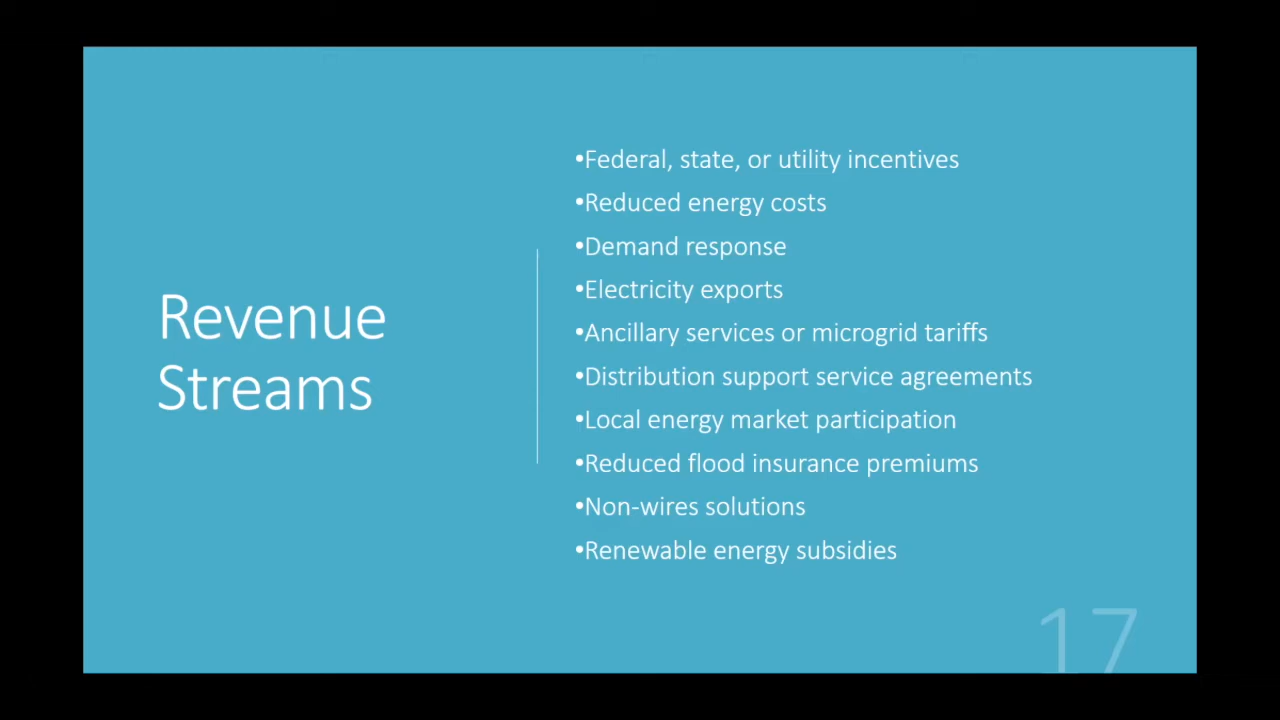 Revenue
Streams
•Federal, state, or utility incentives
•Reduced energy costs
•Demand response
•Electricity exports
•Ancillary services or microgrid tariffs
•Distribution support service agreements
•Local energy market participation
•Reduced flood insurance premiums
•Non-wires solutions
•Renewable energy subsidies
17